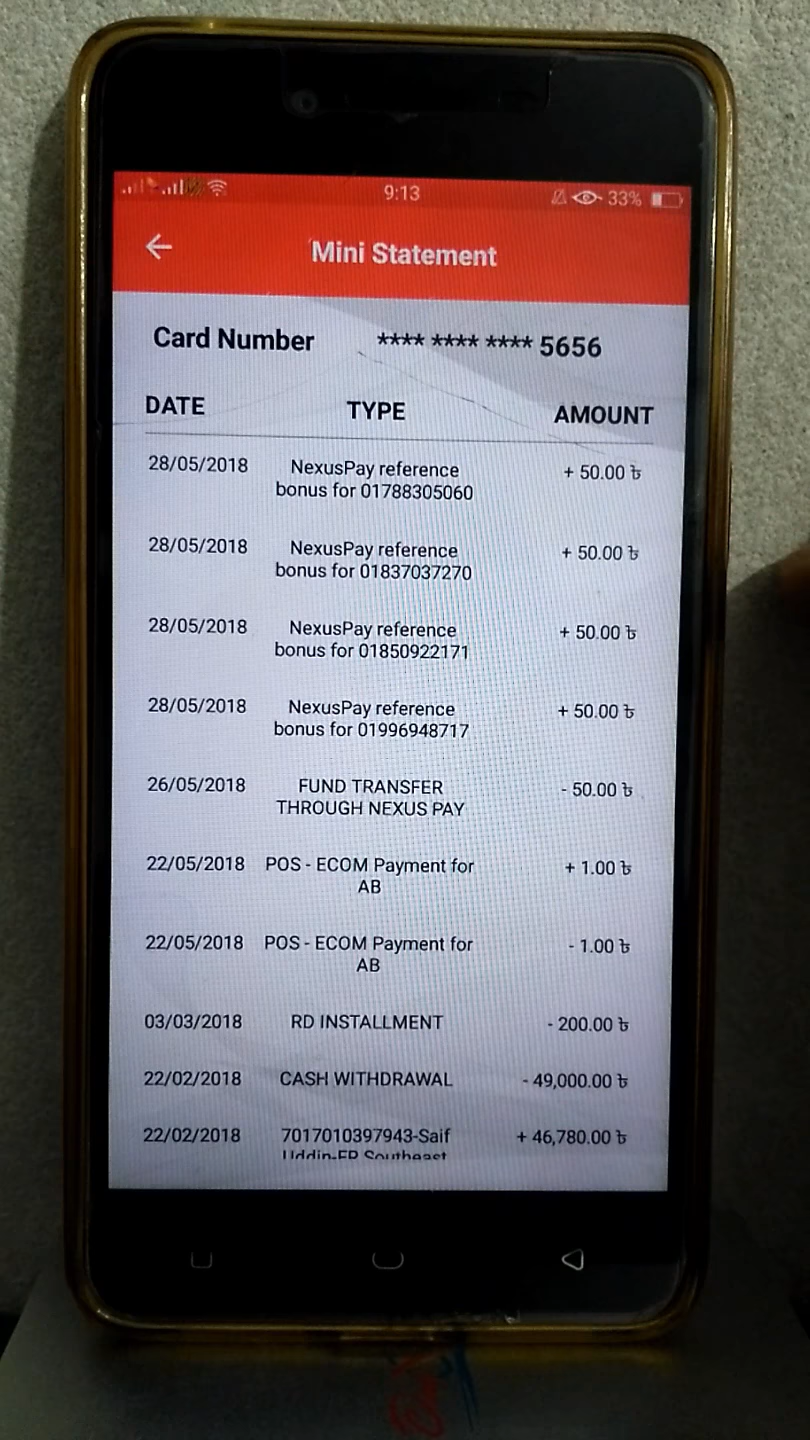 9:13
33%
Mini Statement
Card Number **** **** **** 5656
DATE TYPE AMOUNT
28/05/2018 NexusPay reference + 50.00 ৳
bonus for 01788305060
28/05/2018 NexusPay reference + 50.00 ৳
bonus for 01837037270
28/05/2018 NexusPay reference + 50.00 ৳
bonus for 01850922171
28/05/2018 NexusPay reference + 50.00 ৳
bonus for 01996948717
26/05/2018 FUND TRANSFER - 50.00 ৳
THROUGH NEXUS PAY
22/05/2018 POS - ECOM Payment for + 1.00 ৳
AB
22/05/2018 POS - ECOM Payment for - 1.00 ৳
AB
03/03/2018 RD INSTALLMENT - 200.00 ৳
22/02/2018 CASH WITHDRAWAL - 49,000.00 ৳
22/02/2018 7017010397943-Saif + 46,780.00 ৳
Uddin-FP Southeast